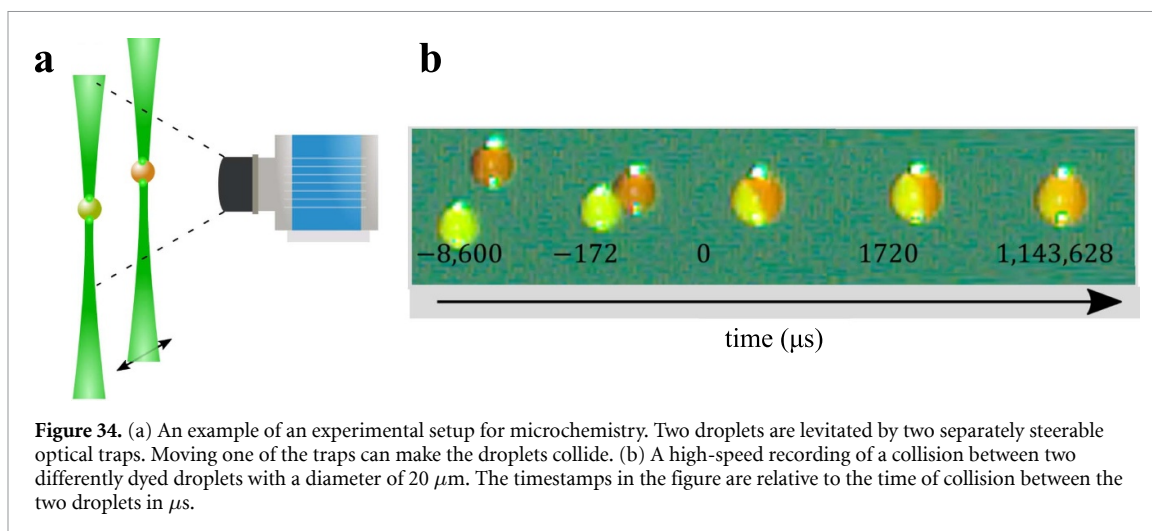 a
b
−8,600 −172 0 1720 1,143,628
time (μs)
Figure 34. (a) An example of an experimental setup for microchemistry. Two droplets are levitated by two separately steerable
optical traps. Moving one of the traps can make the droplets collide. (b) A high-speed recording of a collision between two
differently dyed droplets with a diameter of 20 μm. The timestamps in the figure are relative to the time of collision between the
two droplets in μs.